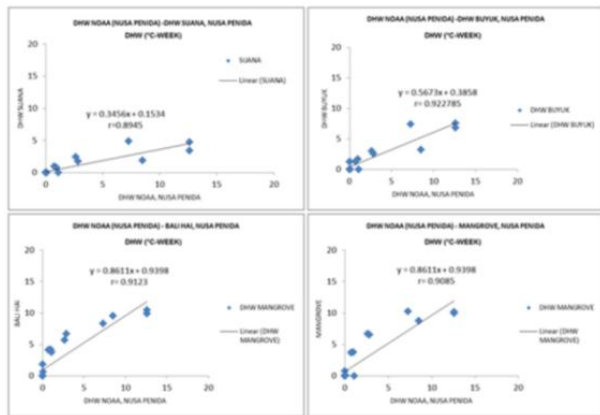 DHW NOAA (NUSA PENIDA) -DHW SUANA, NUSA PENIDA
DHW (°C-WEEK)
20
15
10
5
0
DHW SUANA
y = 0.3456x + 0.1534
r=0.8945
SUANA
Linear (SUANA)
0 5 10 15 20
DHW NOAA, NUSA PENIDA
DHW NOAA (NUSA PENIDA) -DHW BUYUK, NUSA PENIDA
DHW (°C-WEEK)
20
15
10
5
0
DHW BUYUK
y = 0.5673x + 0.3858
r = 0.922785
DHW BUYUK
Linear (DHW BUYUK)
0 5 10 15 20
DHW NOAA, NUSA PENIDA
DHW NOAA (NUSA PENIDA) - BALI HAI, NUSA PENIDA
DHW (°C-WEEK)
20
15
10
5
0
BALI HAI
y = 0.8611x + 0.9398
r= 0.9123
DHW MANGROVE
Linear (DHW
MANGROVE)
0 5 10 15 20
DHW NOAA, NUSA PENIDA
DHW NOAA (NUSA PENIDA) - MANGROVE, NUSA PENIDA
DHW (°C-WEEK)
20
15
10
5
0
MANGROVE
y = 0.8611x + 0.9398
r= 0.9085
DHW MANGROVE
Linear (DHW
MANGROVE)
0 5 10 15 20
DHW NOAA, NUSA PENIDA